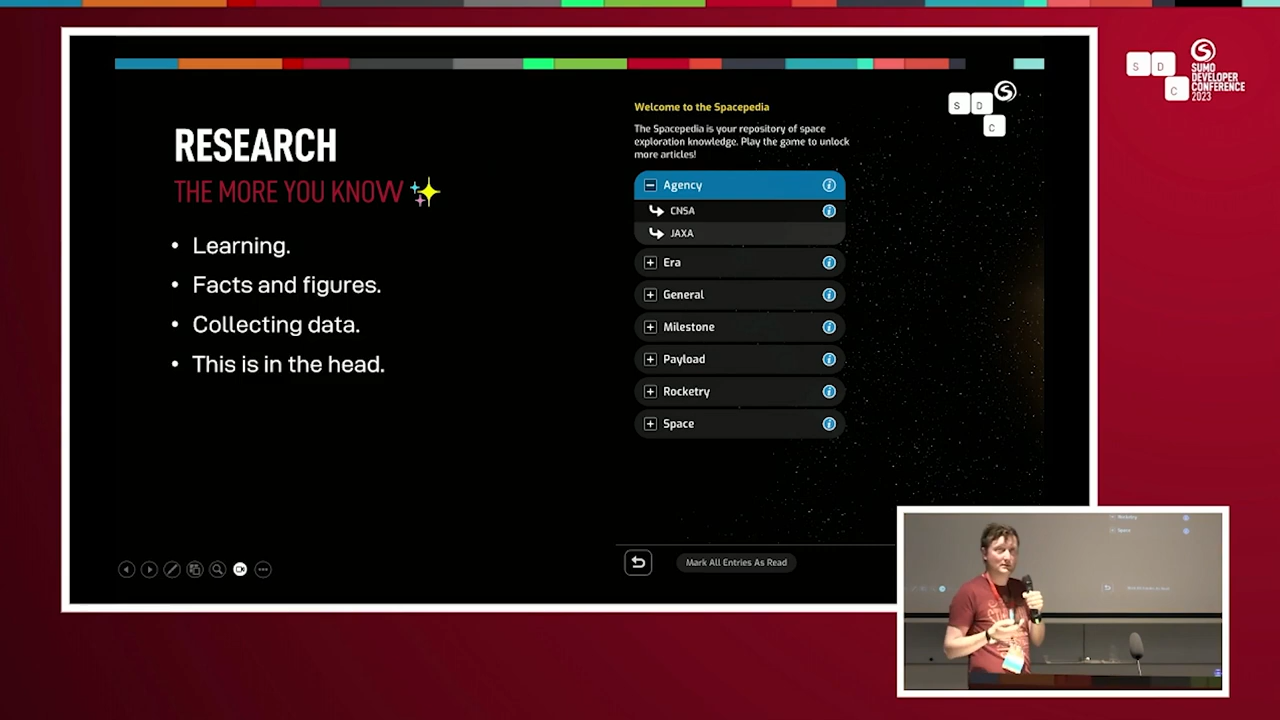 RESEARCH
THE MORE YOU KNOW
• Learning.
• Facts and figures.
• Collecting data.
• This is in the head.
Welcome to the Spacepedia
The Spacepedia is your repository of space
exploration knowledge. Play the game to unlock
more articles!
Agency
CNSA
JAXA
Era
General
Milestone
Payload
Rocketry
Space
Mark All Entries As Read
S D
C
S D
C
SUMO
DEVELOPER
CONFERENCE
2023
Rocketry
Space